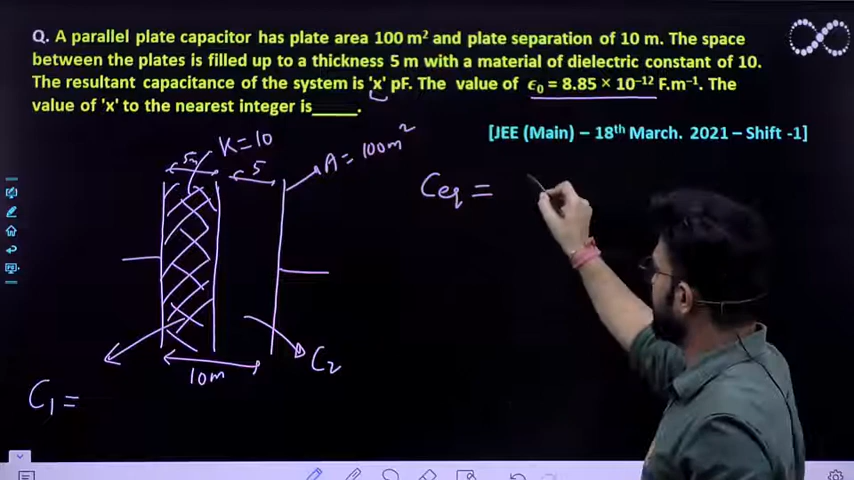 Q. A parallel plate capacitor has plate area 100 m² and plate separation of 10 m. The space
between the plates is filled up to a thickness 5 m with a material of dielectric constant of 10.
The resultant capacitance of the system is 'x' pF. The value of ϵ₀ = 8.85 × 10⁻¹² F.m⁻¹. The
value of 'x' to the nearest integer is_____.
[JEE (Main) – 18ᵗʰ March. 2021 – Shift -1]
5m K=10
5
A = 100m²
Ceq =
C₂
10m
C₁ =